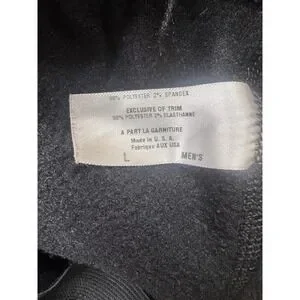 98% POLYESTER 2% SPANDEX
EXCLUSIVE OF TRIM
98% POLYESTER 2% ELASTHANNE
A PART LA GARNITURE
Made in U. S. A.
Fabrique AUX USA
L MEN'S